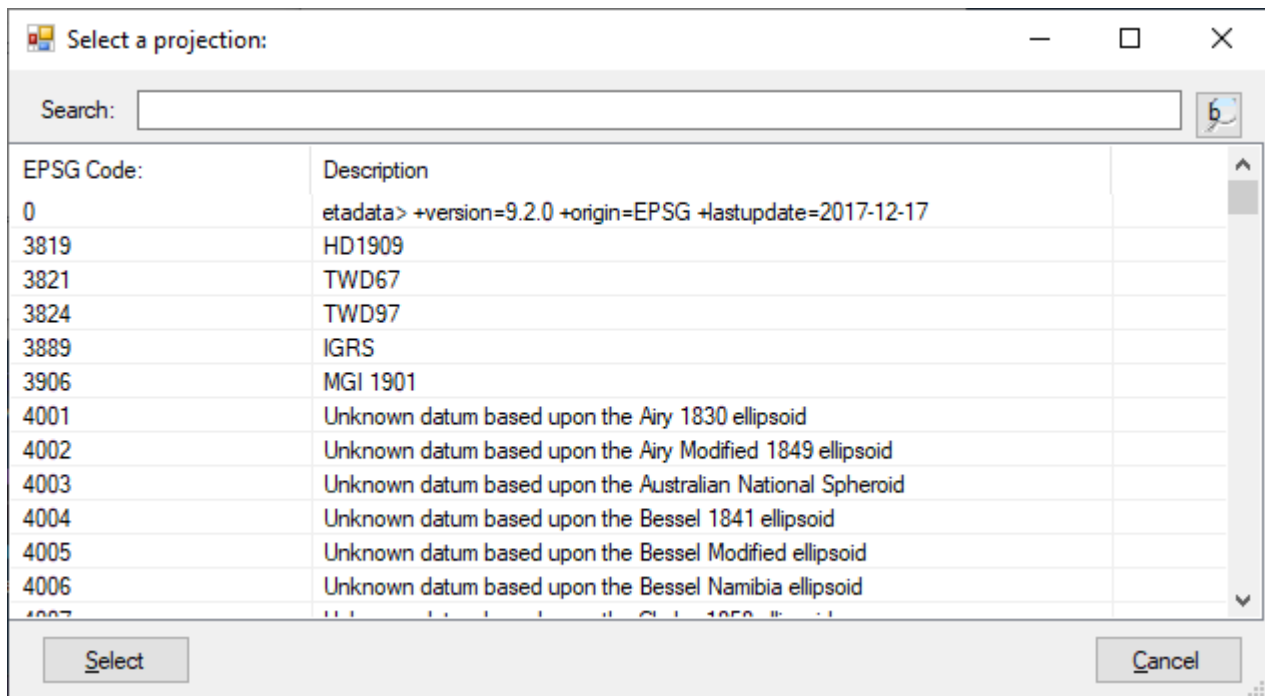 Select a projection:
Search:
EPSG Code: Description
0 etadata> +version=9.2.0 +origin=EPSG +lastupdate=2017-12-17
3819 HD1909
3821 TWD67
3824 TWD97
3889 IGRS
3906 MGI 1901
4001 Unknown datum based upon the Airy 1830 ellipsoid
4002 Unknown datum based upon the Airy Modified 1849 ellipsoid
4003 Unknown datum based upon the Australian National Spheroid
4004 Unknown datum based upon the Bessel 1841 ellipsoid
4005 Unknown datum based upon the Bessel Modified ellipsoid
4006 Unknown datum based upon the Bessel Namibia ellipsoid
Select Cancel